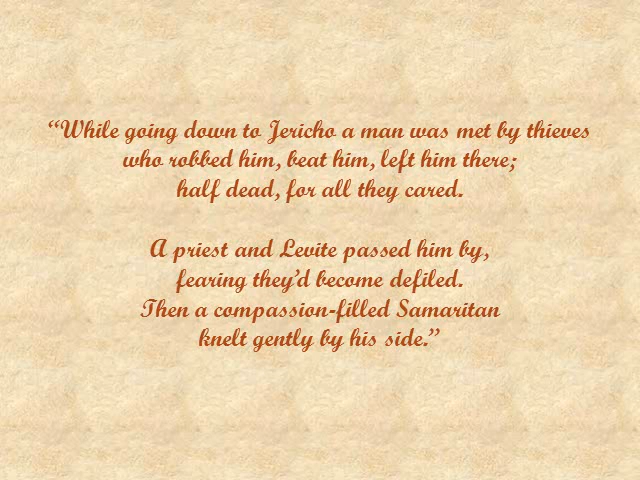 “While going down to Jericho a man was met by thieves
who robbed him, beat him, left him there;
half dead, for all they cared.
A priest and Levite passed him by,
fearing they’d become defiled.
Then a compassion-filled Samaritan
knelt gently by his side.”